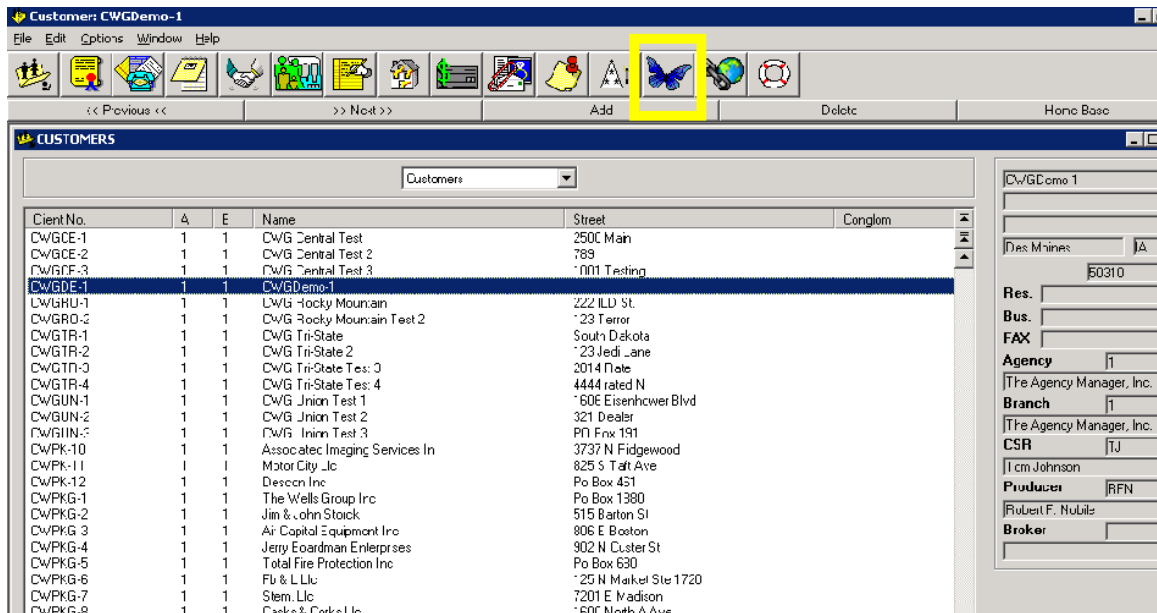 Customer: CWGDemo-1
File Edit Options Window Help
<< Previous << >> Next >> Add Delete Home Base
CUSTOMERS
Customers
Client No. A E Name Street Conglom
CWGCE-1 1 1 CWG Central Test 2500 Main
CWGCE-2 1 1 CWG Central Test 2 789
CWGCE-3 1 1 CWG Central Test 3 1001 Testing
CWGDE-1 1 1 CWGDemo-1
CWGRO-1 1 1 CWG Rocky Mountain 222 St.
CWGRO-2 1 1 CWG Rocky Mountain Test 2 123 Terror
CWGTR-1 1 1 CWG Tri-State South Dakota
CWGTR-2 1 1 CWG Tri-State 2 123 Jedi Lane
CWGTR-3 1 1 CWG Tri-State Test 3 2014
CWGTR-4 1 1 CWG Tri-State Test 4 4444 rated N
CWGUN-1 1 1 CWG Union Test 1 1606 Eisenhower Blvd
CWGUN-2 1 1 CWG Union Test 2 321 Dealer
CWGUN-3 1 1 CWG Union Test 3 PO Box 191
CWPK-10 1 1 Associated Imaging Services In 3737 N Ridgewood
CWPK-11 1 1 Motor City Llc 825 S Taft Ave
CWPK-12 1 1 Inc Po Box 461
CWPKG-1 1 1 The Wells Group Inc Po Box 1380
CWPKG-2 1 1 Jim & John Storck 515 Barton St
CWPKG-3 1 1 Air Capital Equipment Inc 806 E Boston
CWPKG-4 1 1 Jerry Boardman Enterprises 902 N Custer St
CWPKG-5 1 1 Total Fire Protection Inc Po Box 630
CWPKG-6 1 1 Fb & L Llc 125 N Market Ste 1720
CWPKG-7 1 1 Stem, Llc 7201 E Madison
CWPKG-8 1 1 Casks & Corks Llc 1600 North A Ave
CWGDemo 1
Des Moines IA
50310
Res.
Bus.
FAX
Agency 1
The Agency Manager, Inc.
Branch 1
The Agency Manager, Inc.
CSR TJ
Tom Johnson
Producer RFN
Robert F. Nobile
Broker